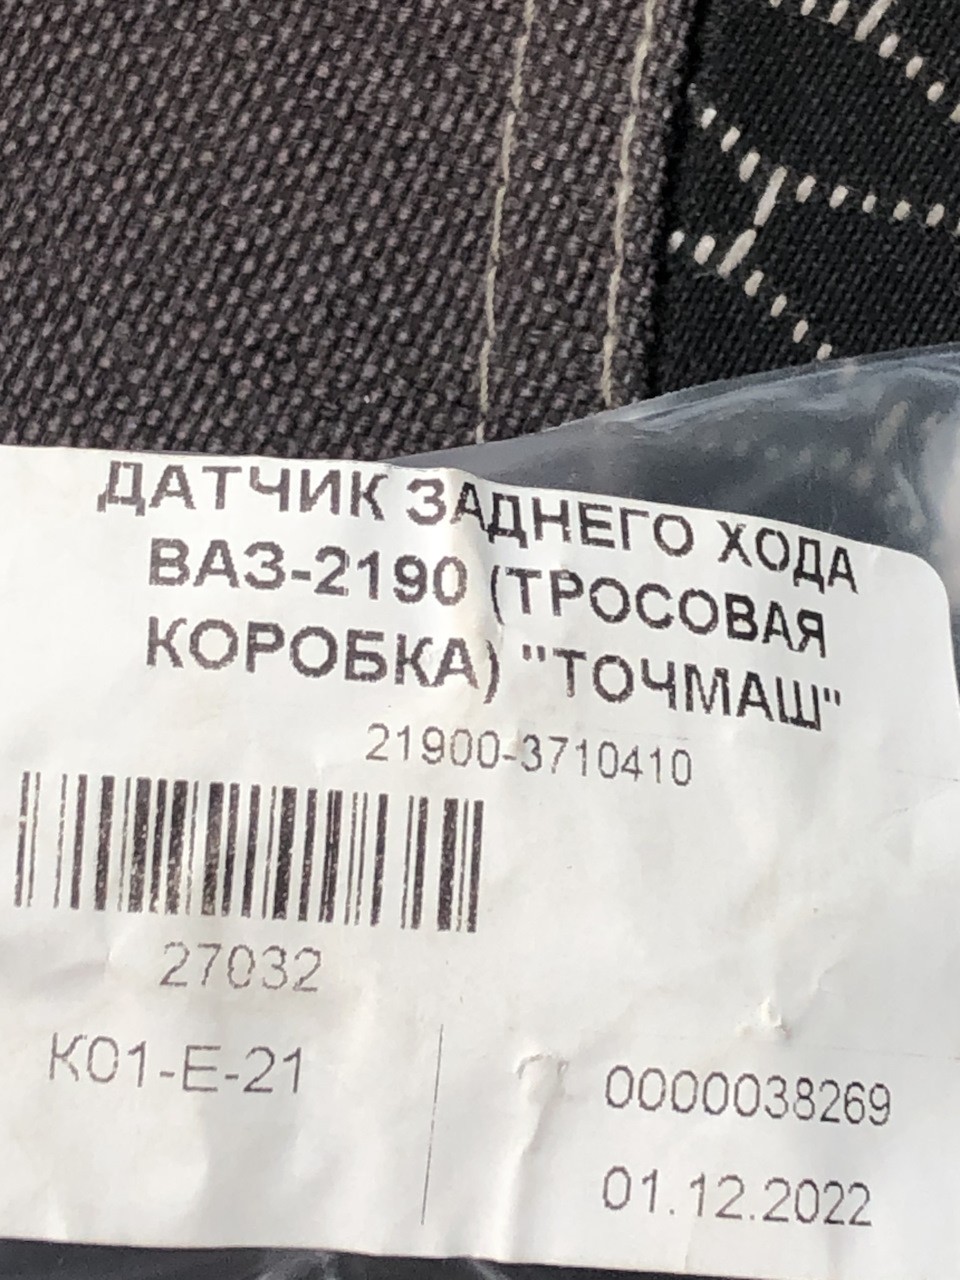 ДАТЧИК ЗАДНЕГО ХОДА
ВАЗ-2190 (ТРОСОВАЯ
КОРОБКА) "ТОЧМАШ"
21900-3710410
27032
К01-Е-21
0000038269
01.12.2022